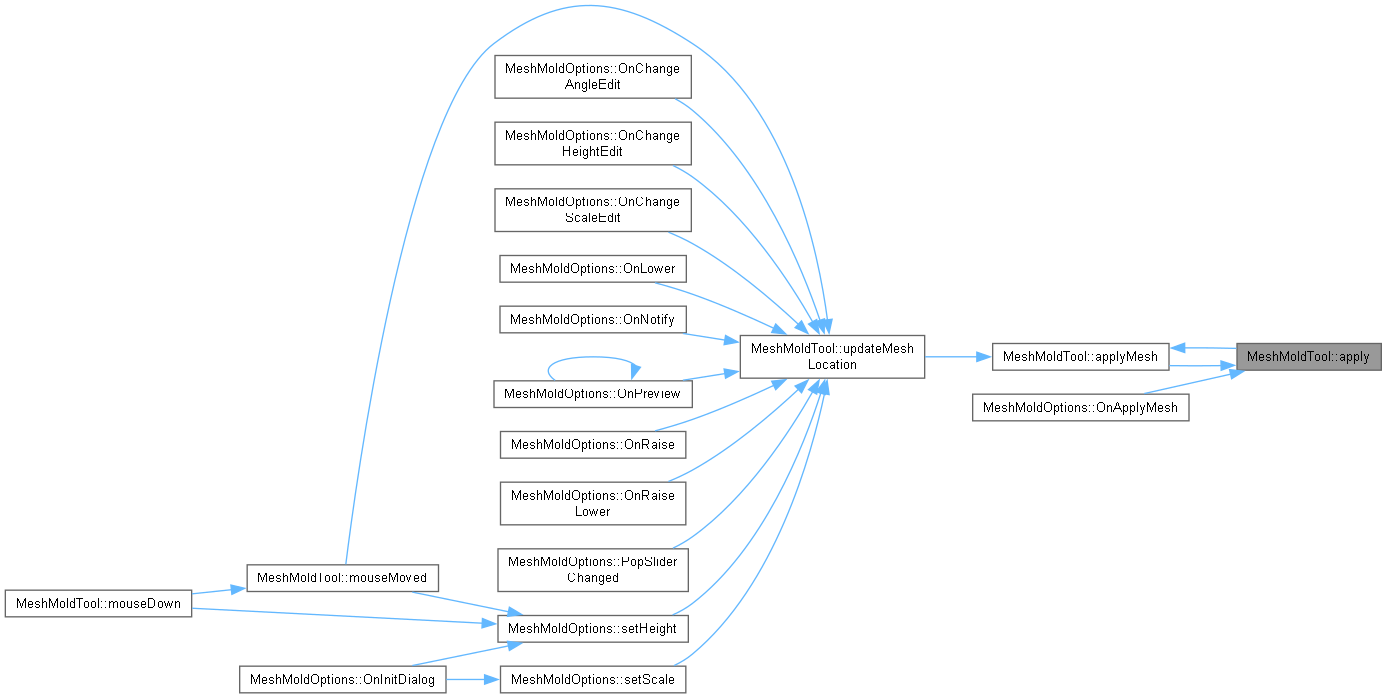 MeshMoldOptions::OnChange
AngleEdit
MeshMoldOptions::OnChange
HeightEdit
MeshMoldOptions::OnChange
ScaleEdit
MeshMoldOptions::OnLower
MeshMoldOptions::OnNotify
MeshMoldTool::updateMesh
Location
MeshMoldTool::applyMesh
MeshMoldTool::apply
MeshMoldOptions::OnPreview
MeshMoldOptions::OnApplyMesh
MeshMoldOptions::OnRaise
MeshMoldOptions::OnRaise
Lower
MeshMoldOptions::PopSlider
Changed
MeshMoldTool::mouseMoved
MeshMoldTool::mouseDown
MeshMoldOptions::setHeight
MeshMoldOptions::OnInitDialog
MeshMoldOptions::setScale